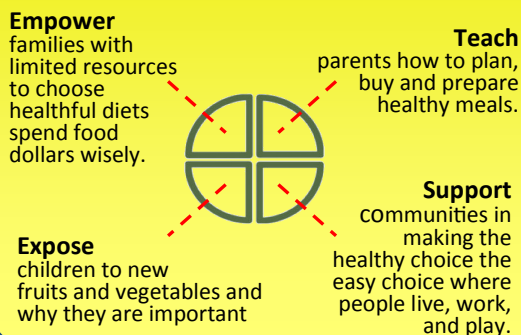 Empower
families with
limited resources
to choose
healthful diets
spend food
dollars wisely.
Teach
parents how to plan,
buy and prepare
healthy meals.
Expose
children to new
fruits and vegetables and
why they are important
Support
communities in
making the
healthy choice the
easy choice where
people live, work,
and play.